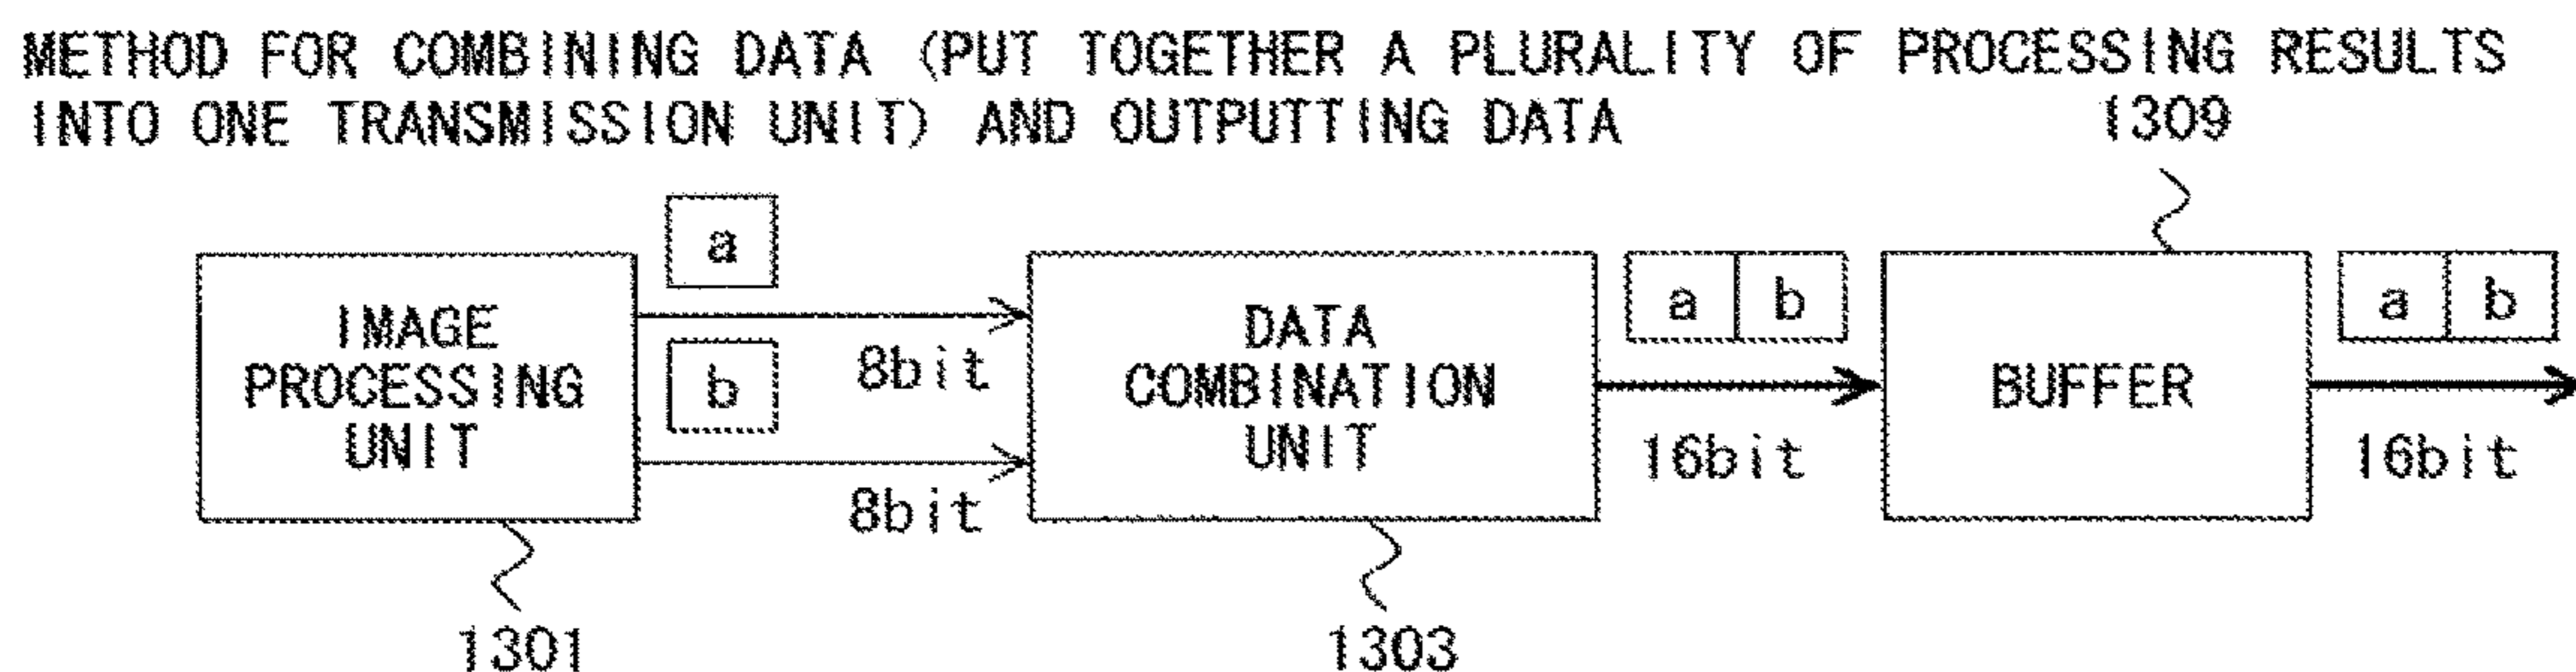 METHOD FOR COMBINING DATA (PUT TOGETHER A PLURALITY OF PROCESSING RESULTS
INTO ONE TRANSMISSION UNIT) AND OUTPUTTING DATA
1309
a
IMAGE
PROCESSING
UNIT
8bit
b
8bit
DATA
COMBINATION
UNIT
a b
16bit
BUFFER
a b
16bit
1301
1303